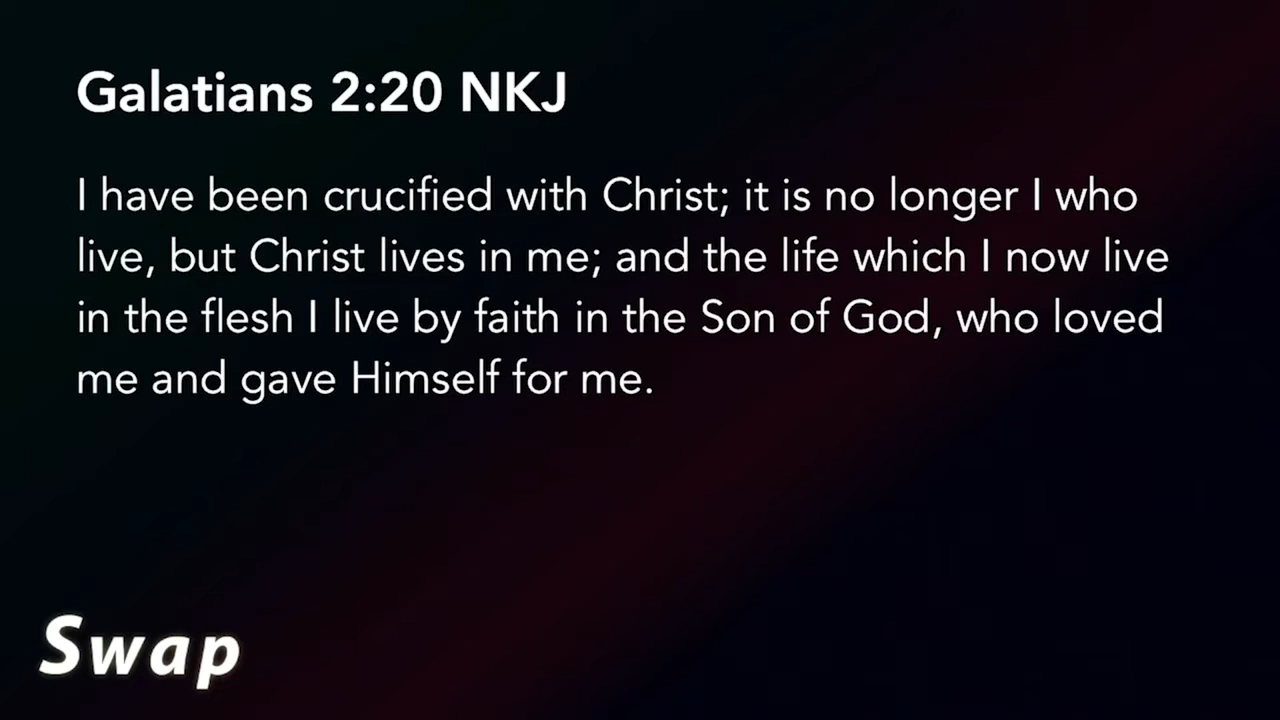 Galatians 2:20 NKJ
I have been crucified with Christ; it is no longer I who
live, but Christ lives in me; and the life which I now live
in the flesh I live by faith in the Son of God, who loved
me and gave Himself for me.
Swap